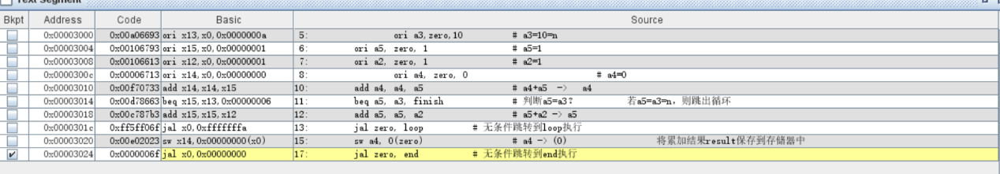 Text Segment
Bkpt Address Code Basic Source
0x00003000 0x00a06693 ori x13,x0,0x0000000a 5: ori a3,zero,10 # a3=10=n
0x00003004 0x00106793 ori x15,x0,0x00000001 6: ori a5, zero, 1 # a5=1
0x00003008 0x00106613 ori x12,x0,0x00000001 7: ori a2, zero, 1 # a2=1
0x0000300c 0x00006713 ori x14,x0,0x00000000 8: ori a4, zero, 0 # a4=0
0x00003010 0x00f70733 add x14,x14,x15 10: add a4, a4, a5 # a4+a5 -> a4
0x00003014 0x00d78663 beq x15,x13,0x00000006 11: beq a5, a3, finish # 判断a5=a3? 若a5=a3=n，则跳出循环
0x00003018 0x00c787b3 add x15,x15,x12 12: add a5, a5, a2 # a5+a2 -> a5
0x0000301c 0xff5ff06f jal x0,0xfffffffa 13: jal zero, loop # 无条件跳转到loop执行
0x00003020 0x00e02023 sw x14,0x00000000(x0) 15: sw a4, 0(zero) # a4 -> (0) 将累加结果result保存到存储器中
0x00003024 0x0000006f jal x0,0x00000000 17: jal zero, end # 无条件跳转到end执行